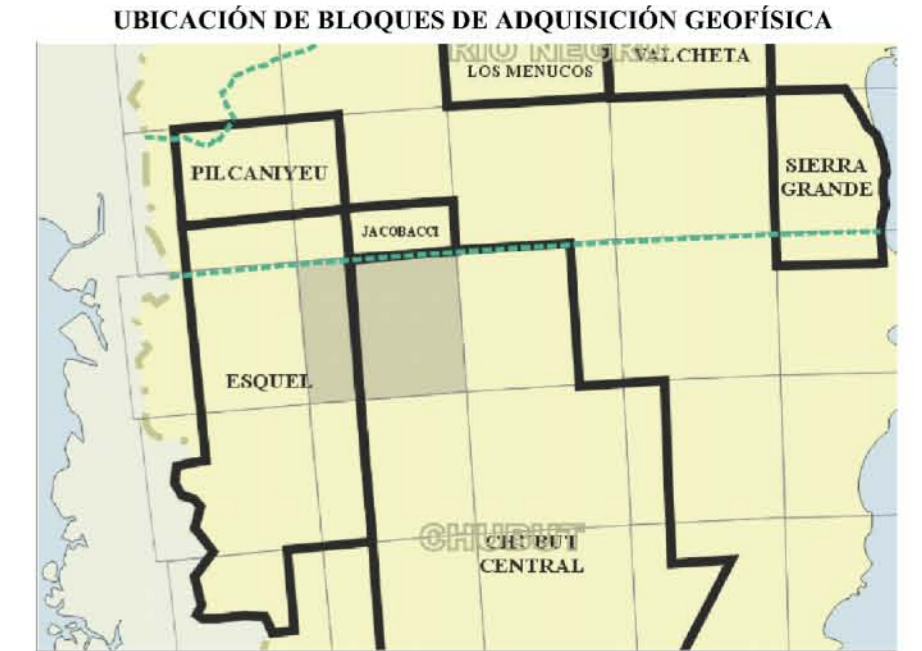 UBICACIÓN DE BLOQUES DE ADQUISICIÓN GEOFÍSICA
RIO NEGRO
LOS MENUCOS
VALCHETA
PILCANIYEU
SIERRA
GRANDE
JACOBACCI
ESQUEL
CHUBUT
CHUBUT
CENTRAL